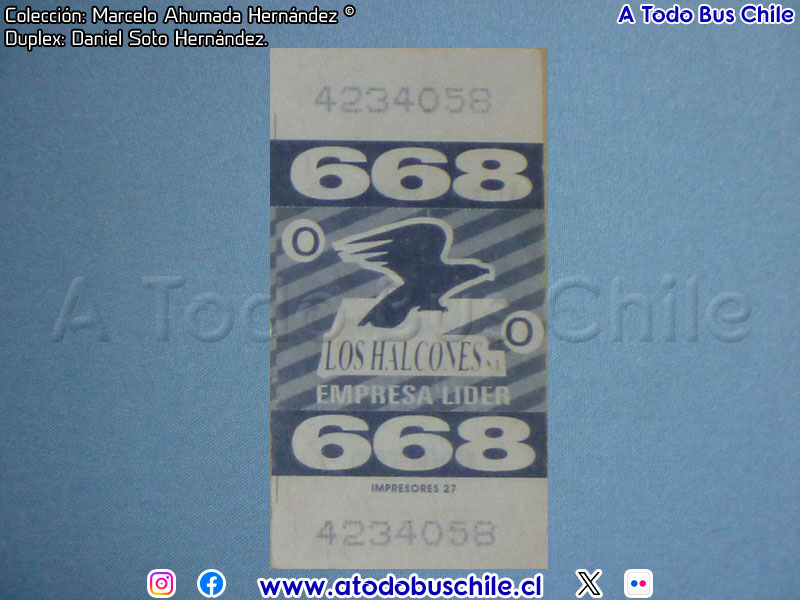 Colección: Marcelo Ahumada Hernández ©
Duplex: Daniel Soto Hernández.
A Todo Bus Chile
4234058
668
O
A Todo Bus Chile
O
LOS HALCONES S.A.
EMPRESA LIDER
668
IMPRESORES 27
4234058
www.atodobuschile.cl